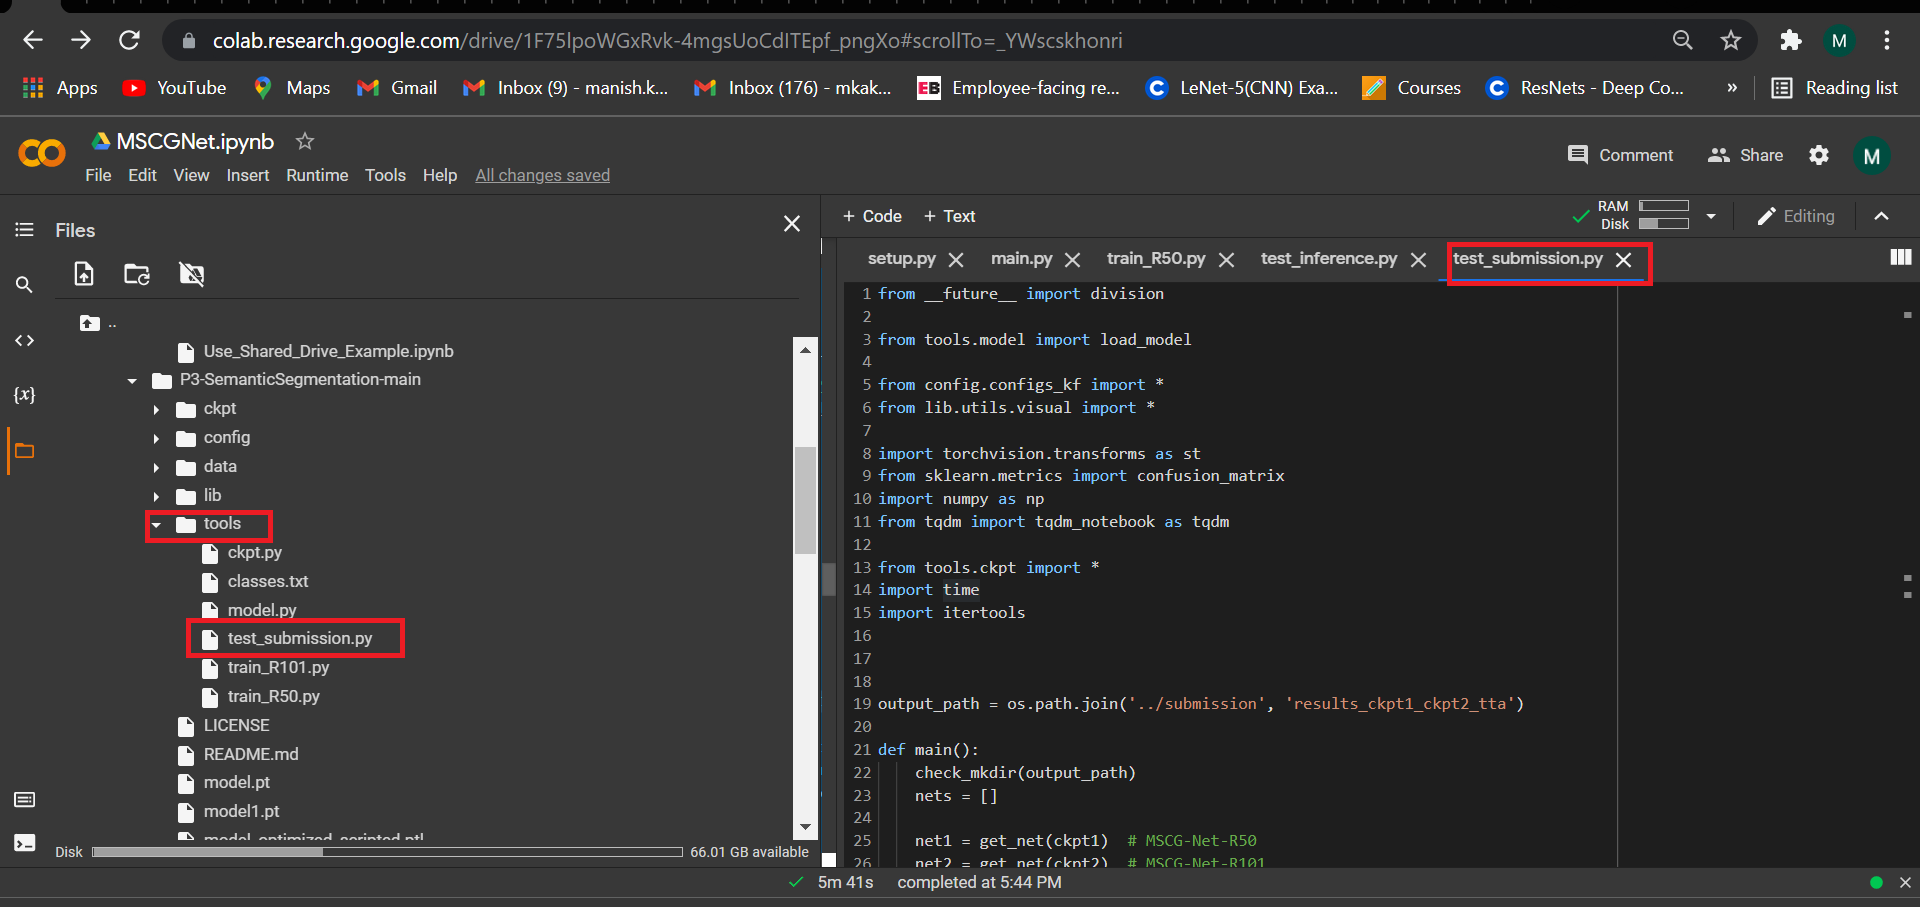 colab.research.google.com/drive/1F75lpoWGxRvk-4mgsUoCdITEpf_pngXo#scrollTo=_YWscskhonri
M
Apps YouTube Maps Gmail Inbox (9) - manish.k... Inbox (176) - mkak... EB Employee-facing re... C LeNet-5(CNN) Exa... Courses C ResNets - Deep Co... » Reading list
MSCGNet.ipynb
Comment Share M
File Edit View Insert Runtime Tools Help All changes saved
Files
+ Code + Text
RAM
Disk
Editing
..
Use_Shared_Drive_Example.ipynb
P3-SemanticSegmentation-main
ckpt
config
data
lib
tools
ckpt.py
classes.txt
model.py
test_submission.py
train_R101.py
train_R50.py
LICENSE
README.md
model.pt
model1.pt
model_optimized_scripted.ptl
Disk 66.01 GB available
{x}
setup.py main.py train_R50.py test_inference.py test_submission.py
1 from __future__ import division
2
3 from tools.model import load_model
4
5 from config.configs_kf import *
6 from lib.utils.visual import *
7
8 import torchvision.transforms as st
9 from sklearn.metrics import confusion_matrix
10 import numpy as np
11 from tqdm import tqdm_notebook as tqdm
12
13 from tools.ckpt import *
14 import time
15 import itertools
16
17
18
19 output_path = os.path.join('../submission', 'results_ckpt1_ckpt2_tta')
20
21 def main():
22 check_mkdir(output_path)
23 nets = []
24
25 net1 = get_net(ckpt1) # MSCG-Net-R50
26 net2 = get_net(ckpt2) # MSCG-Net-R101
5m 41s completed at 5:44 PM